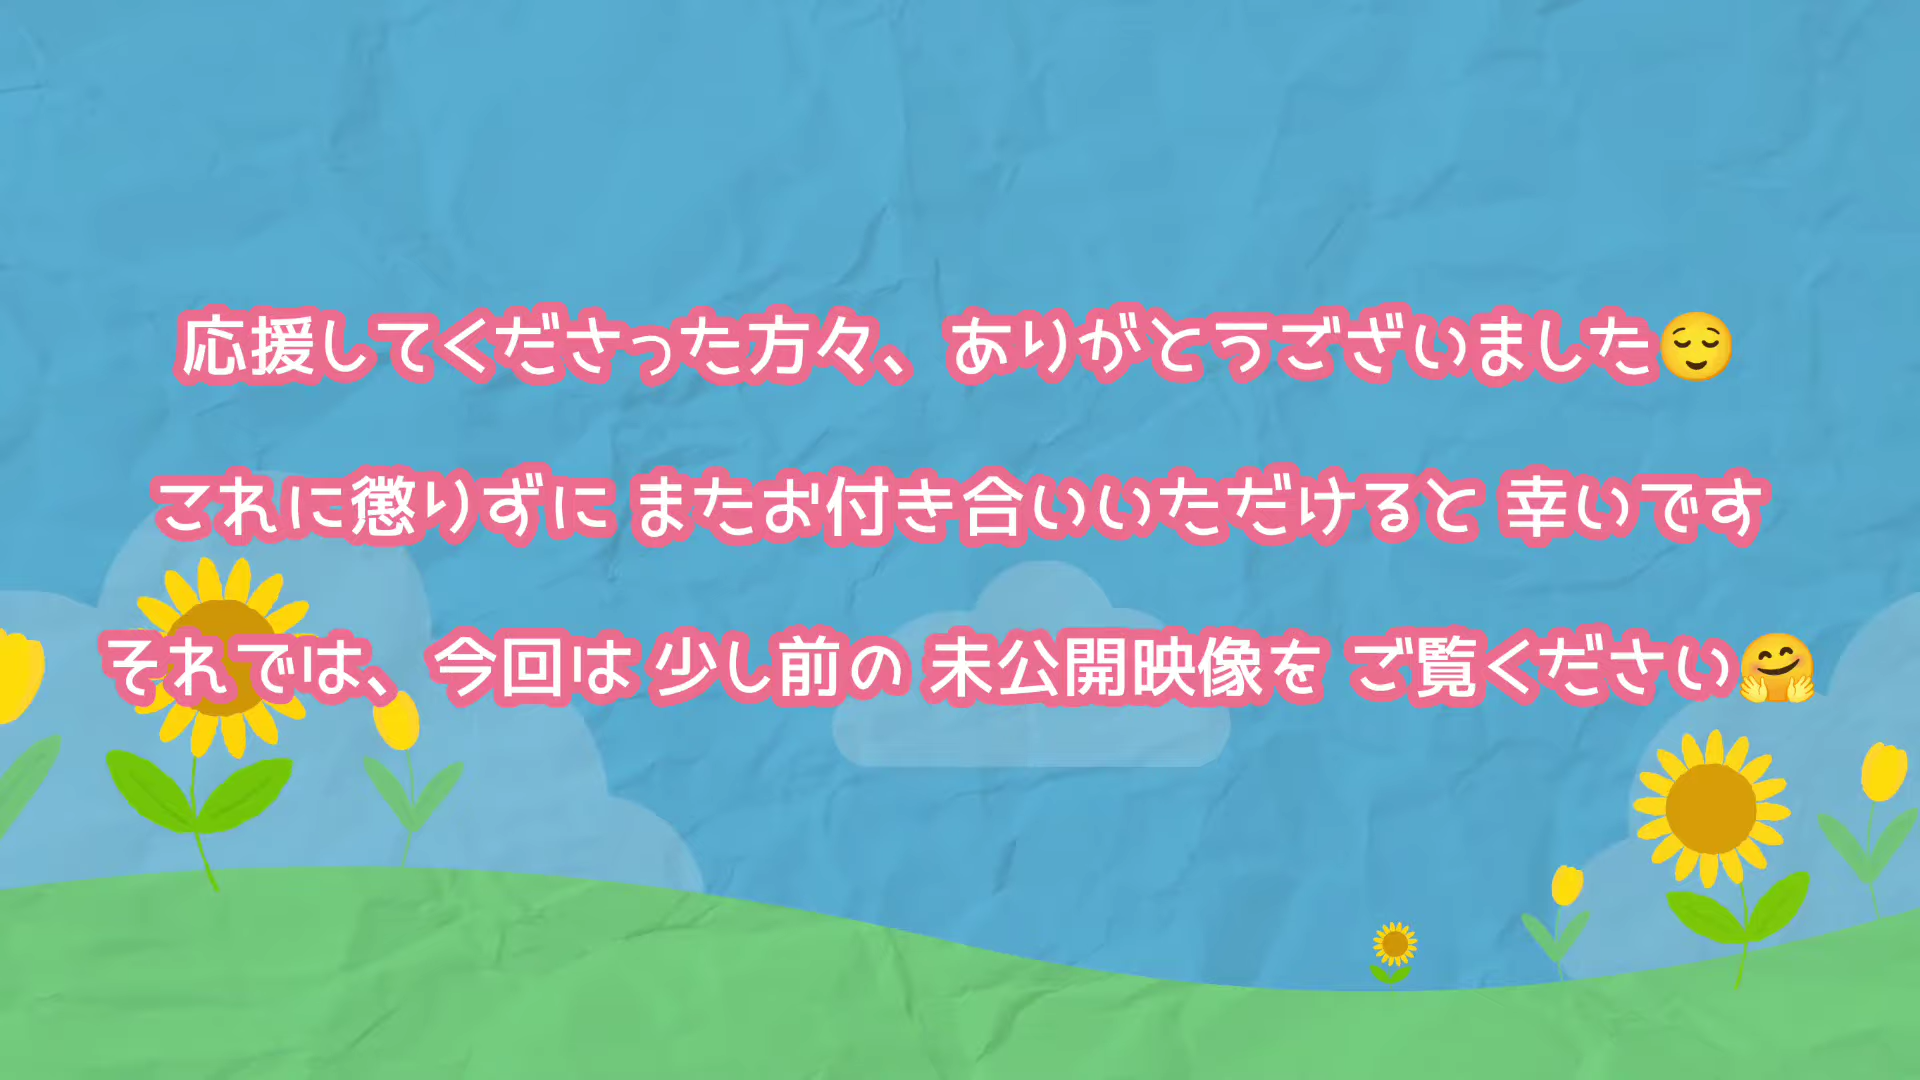 応援してくださった方々、ありがとうございました😌
これに懲りずに またお付き合いいただけると 幸いです
それでは、今回は 少し前の 未公開映像を ご覧ください🤗